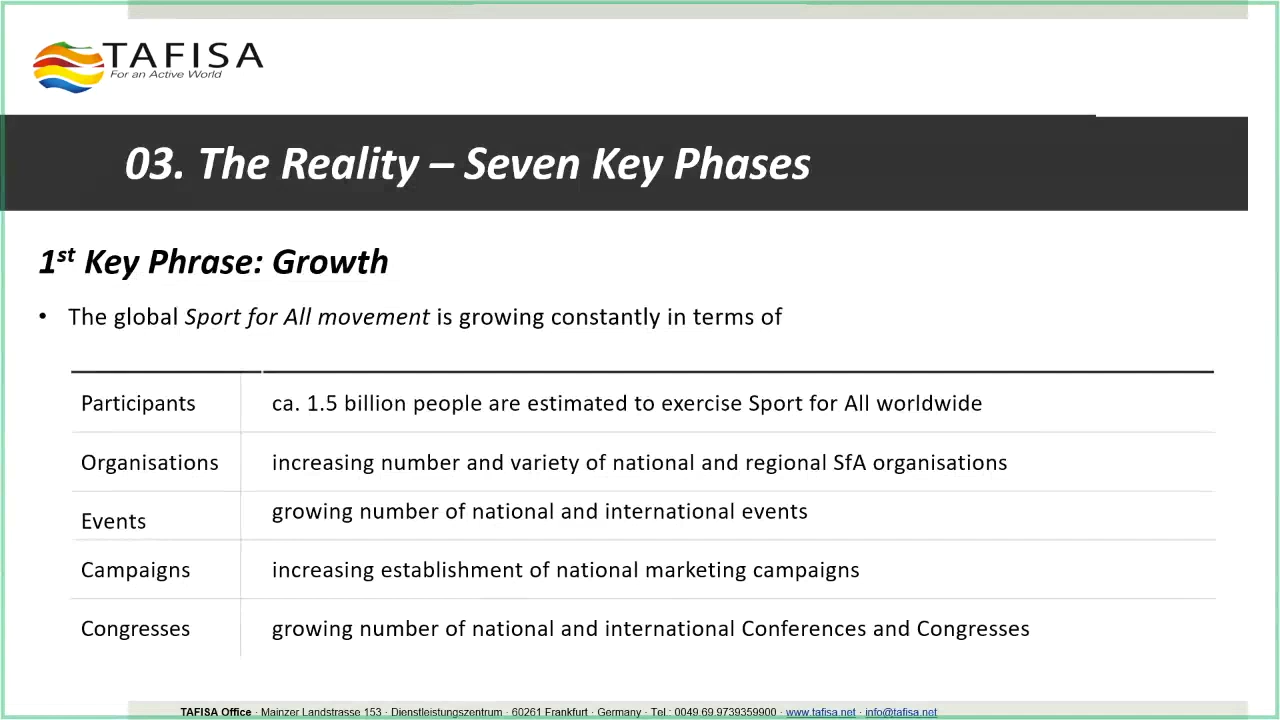 TAFISA
For an Active World
03. The Reality – Seven Key Phases
1st Key Phrase: Growth
• The global Sport for All movement is growing constantly in terms of
Participants ca. 1.5 billion people are estimated to exercise Sport for All worldwide
Organisations increasing number and variety of national and regional SfA organisations
Events growing number of national and international events
Campaigns increasing establishment of national marketing campaigns
Congresses growing number of national and international Conferences and Congresses
TAFISA Office · Mainzer Landstrasse 153 · Dienstleistungszentrum · 60261 Frankfurt · Germany · Tel.: 0049.69.9739359900 · www.tafisa.net · info@tafisa.net